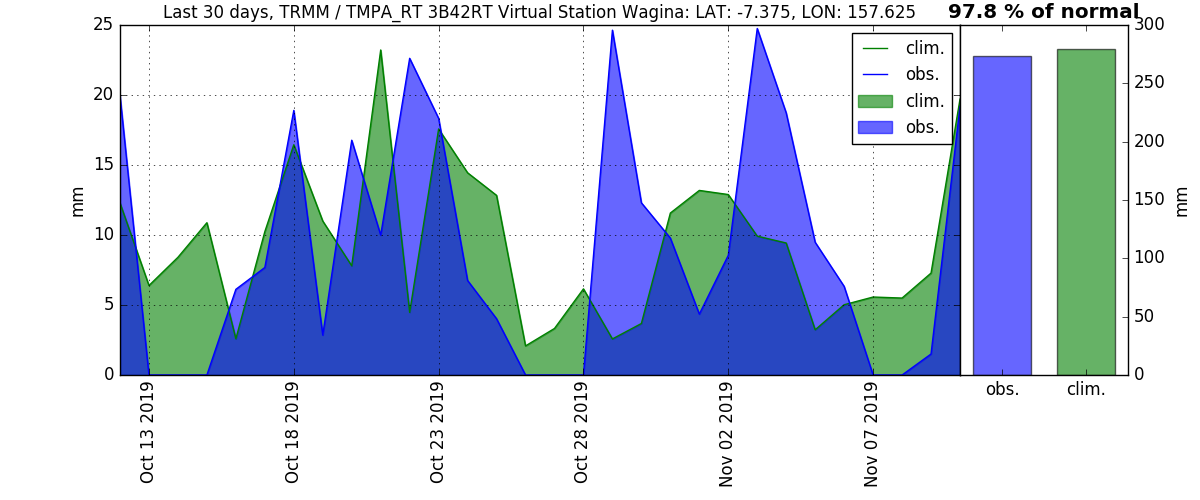 Last 30 days, TRMM / TMPA_RT 3B42RT Virtual Station Wagina: LAT: -7.375, LON: 157.625
97.8 % of normal
25
20
15
10
5
0
mm
clim.
obs.
clim.
obs.
300
250
200
150
100
50
0
mm
obs.
clim.
Oct 13 2019
Oct 18 2019
Oct 23 2019
Oct 28 2019
Nov 02 2019
Nov 07 2019